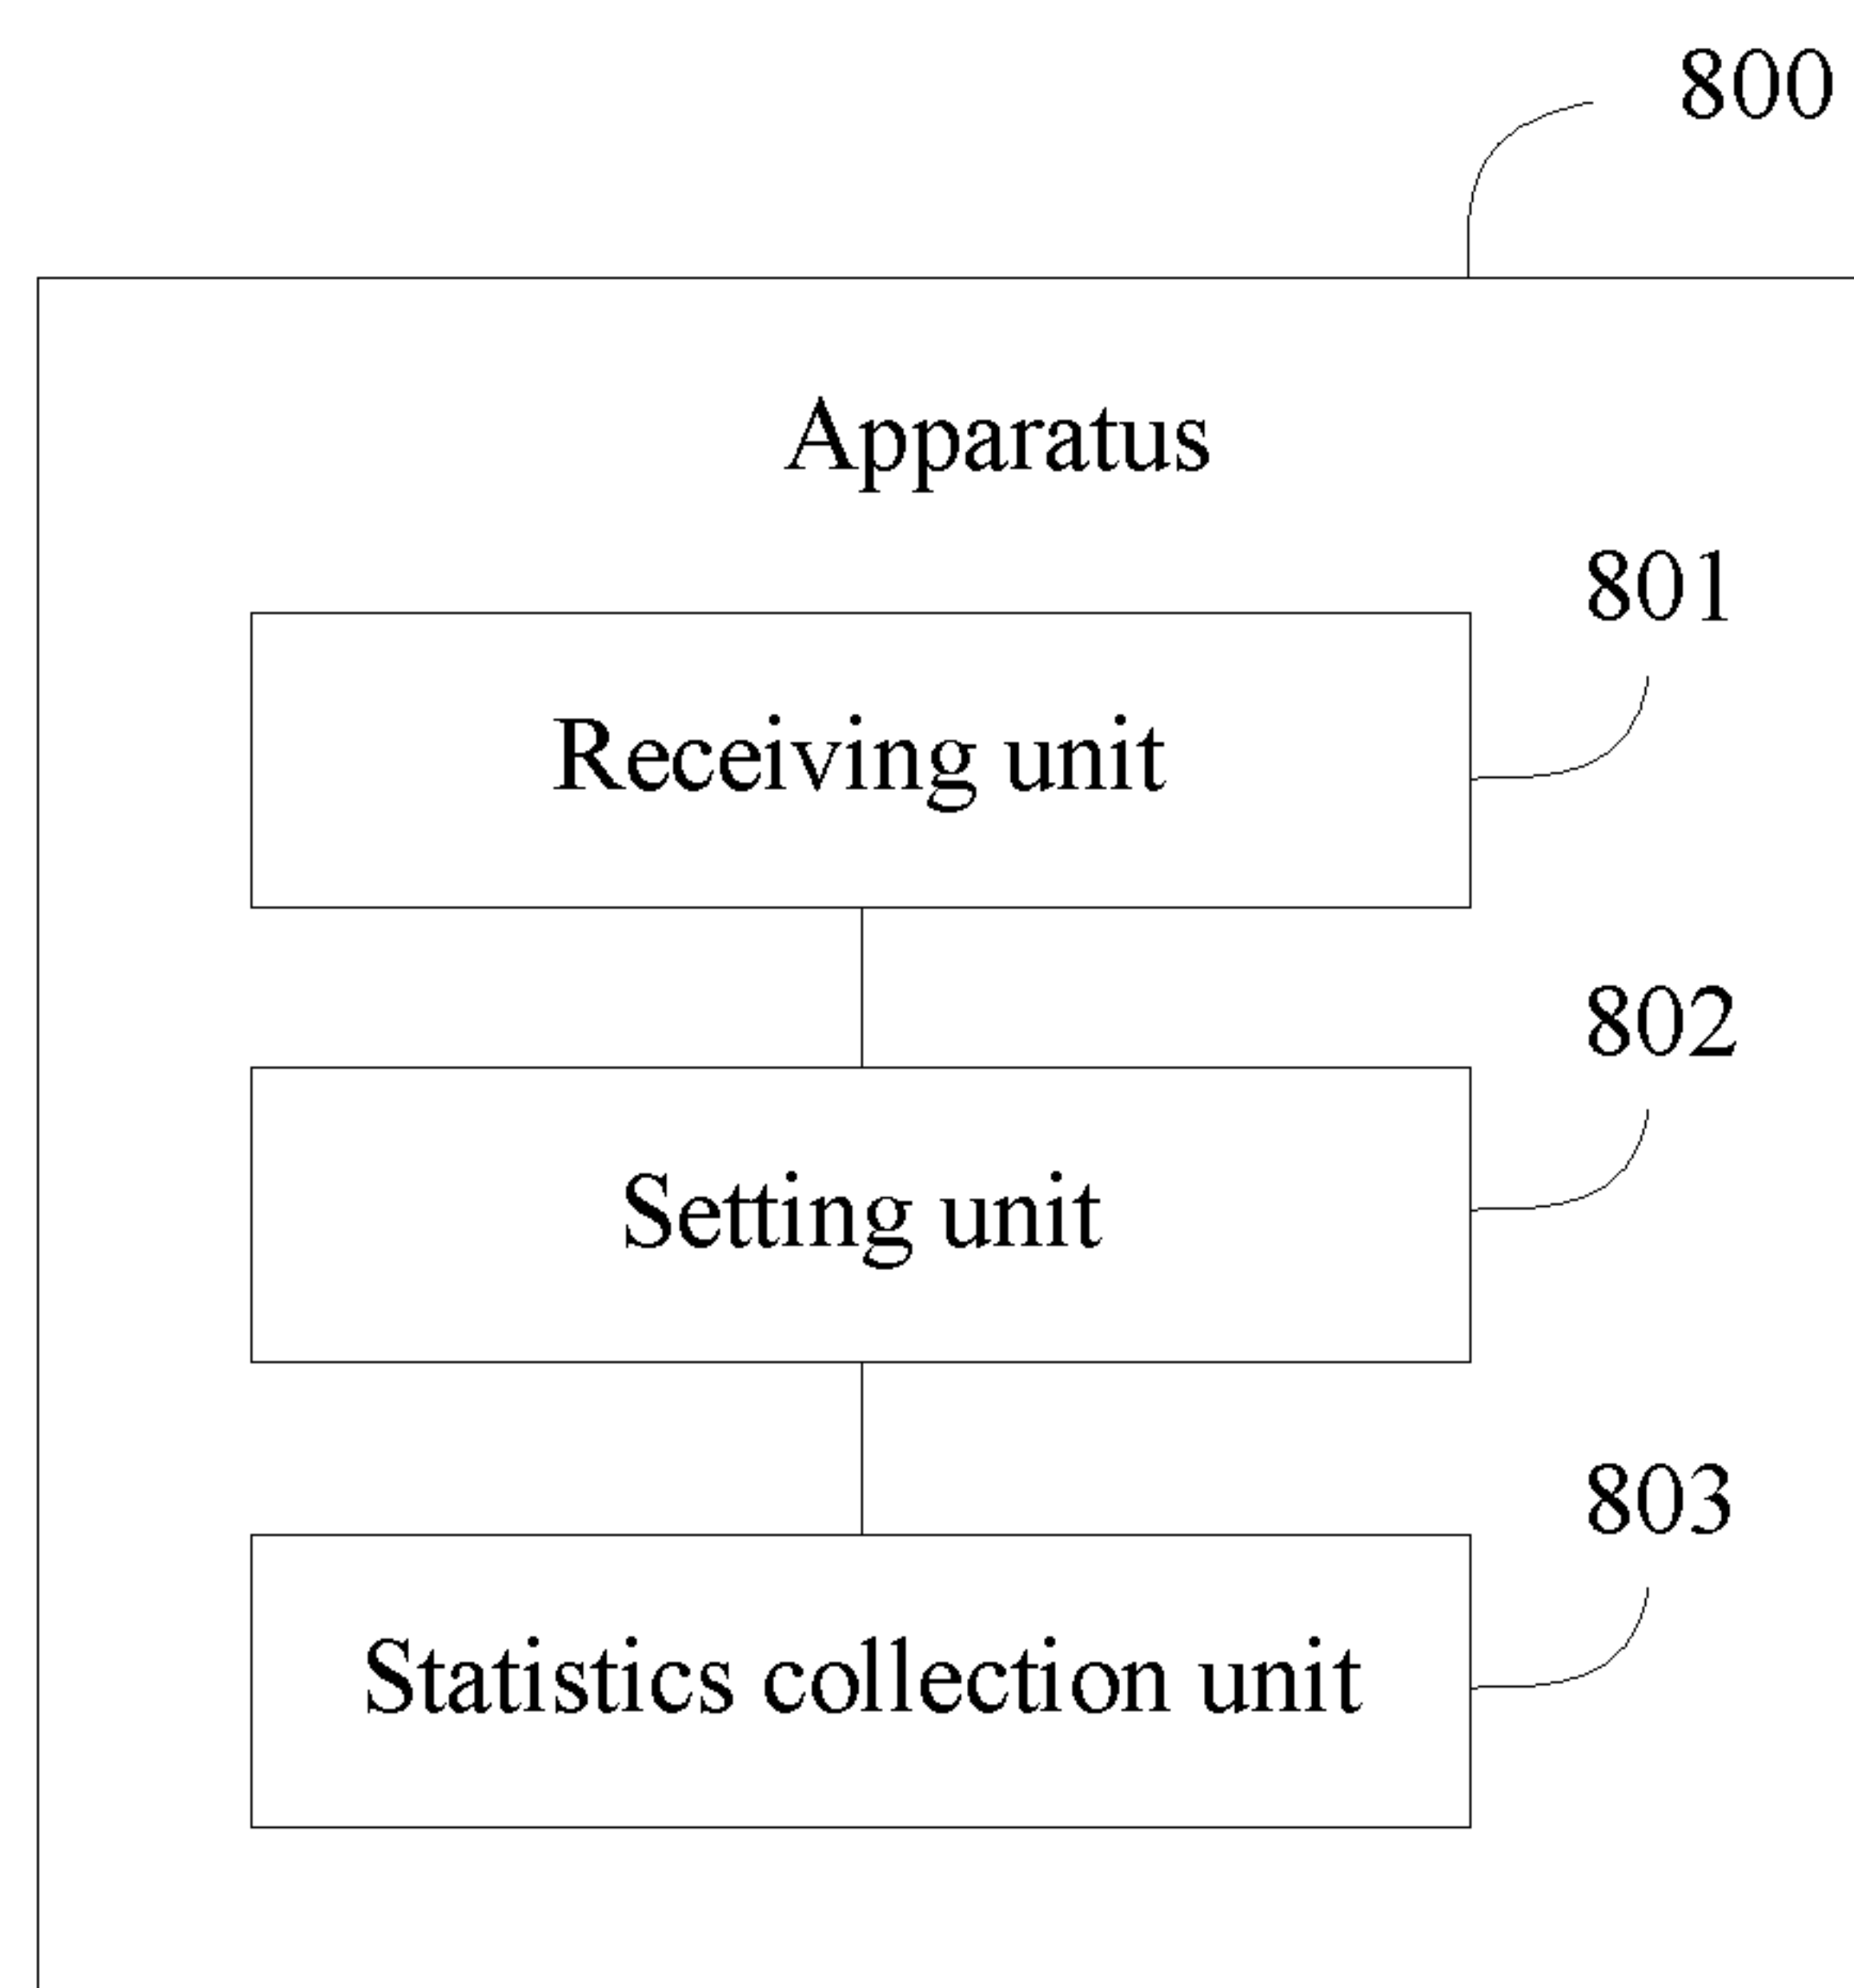 800
Apparatus
801
Receiving unit
802
Setting unit
803
Statistics collection unit